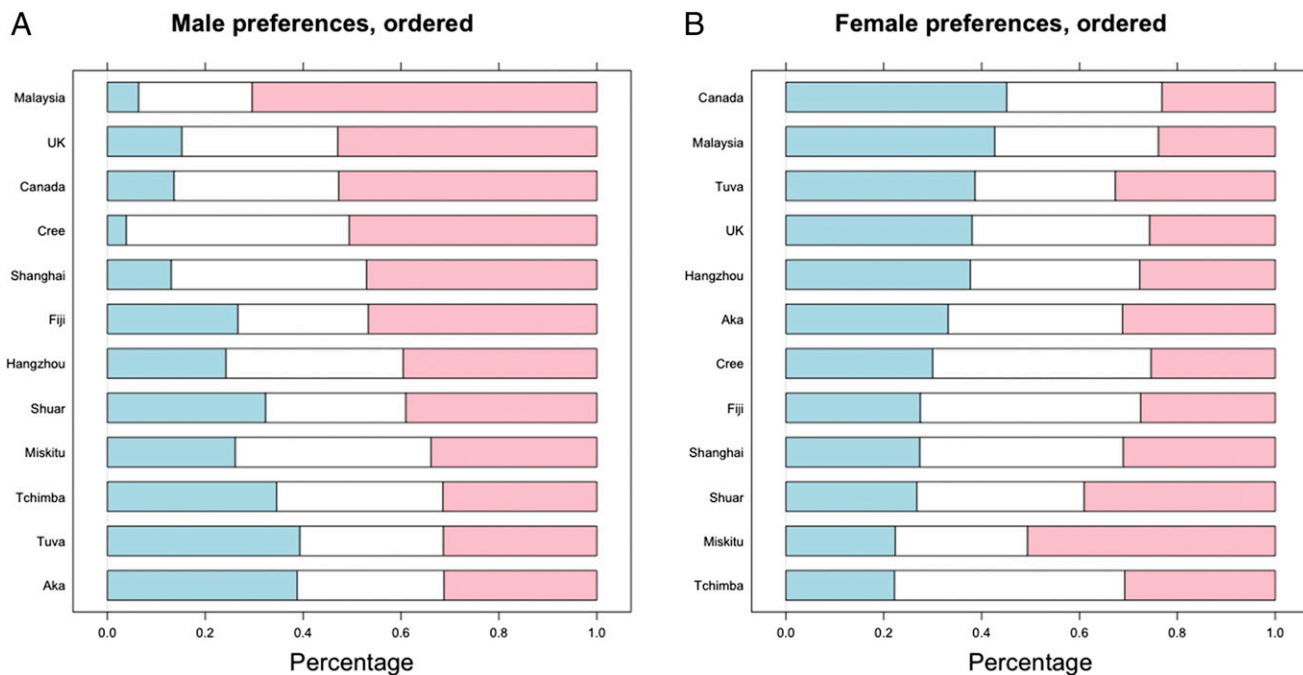 A
Male preferences, ordered
Malaysia
UK
Canada
Cree
Shanghai
Fiji
Hangzhou
Shuar
Miskitu
Tchimba
Tuva
Aka
0.0 0.2 0.4 0.6 0.8 1.0
Percentage
B
Female preferences, ordered
Canada
Malaysia
Tuva
UK
Hangzhou
Aka
Cree
Fiji
Shanghai
Shuar
Miskitu
Tchimba
0.0 0.2 0.4 0.6 0.8 1.0
Percentage